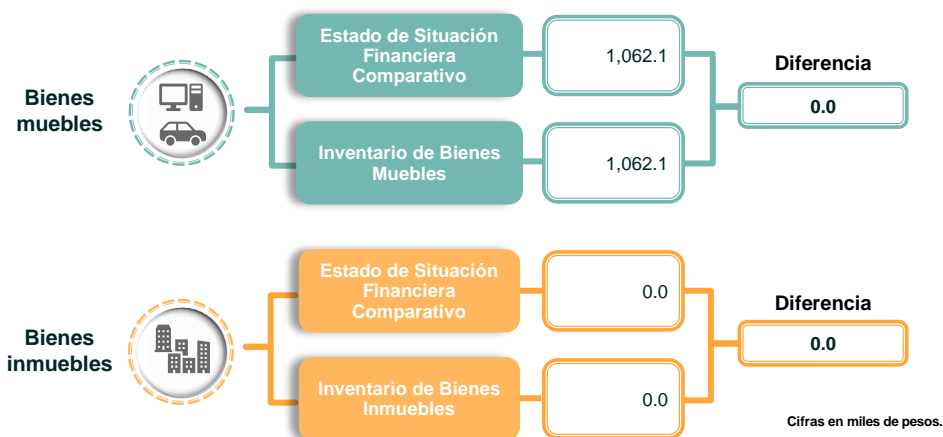 Bienes
muebles
Estado de Situación
Financiera
Comparativo
1,062.1
Inventario de Bienes
Muebles
1,062.1
Diferencia
0.0
Bienes
inmuebles
Estado de Situación
Financiera
Comparativo
0.0
Inventario de Bienes
Inmuebles
0.0
Diferencia
0.0
Cifras en miles de pesos.